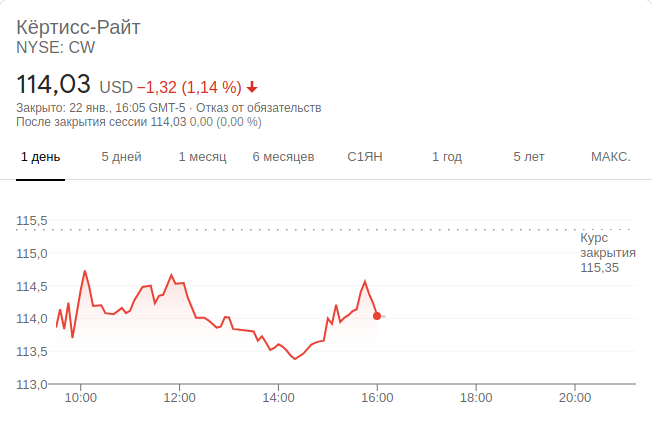 Кёртисс-Райт
NYSE: CW
114,03 USD −1,32 (1,14 %)
Закрыто: 22 янв., 16:05 GMT-5 · Отказ от обязательств
После закрытия сессии 114,03 0,00 (0,00 %)
1 день 5 дней 1 месяц 6 месяцев С1ЯН 1 год 5 лет МАКС.
115,5
Курс
закрытия
115,35
115,0
114,5
114,0
113,5
113,0
10:00 12:00 14:00 16:00 18:00 20:00